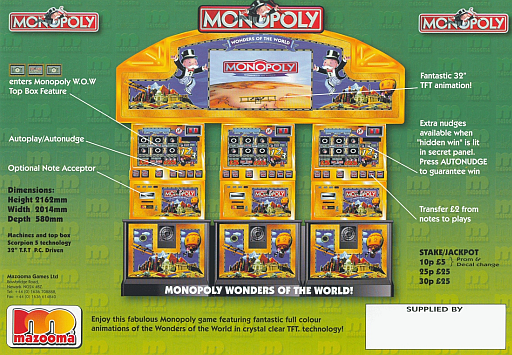 MONOPOLY
MONOPOLY
MONOPOLY
WONDERS OF THE WORLD
MONOPOLY
enters Monopoly W.O.W
Top Box Feature
Autoplay/Autonudge
Optional Note Acceptor
Dimensions:
Height 2162mm
Width 2014mm
Depth 580mm
Machines and top box
Scorpion 5 technology
32" T.F.T P.C. Driven
Mazooma Games Ltd
Fantastic 32"
TFT animation!
Extra nudges
available when
"hidden win" is lit
in secret panel.
Press AUTONUDGE
to guarantee win
Transfer £2 from
notes to plays
STAKE/JACKPOT
10p £5
25p £25
30p £25
Prom &
Decal change
MONOPOLY
MONOPOLY
MONOPOLY
MONOPOLY WONDERS OF THE WORLD!
mazooma
Enjoy this fabulous Monopoly game featuring fantastic full colour
animations of the Wonders of the World in crystal clear TFT. technology!
SUPPLIED BY